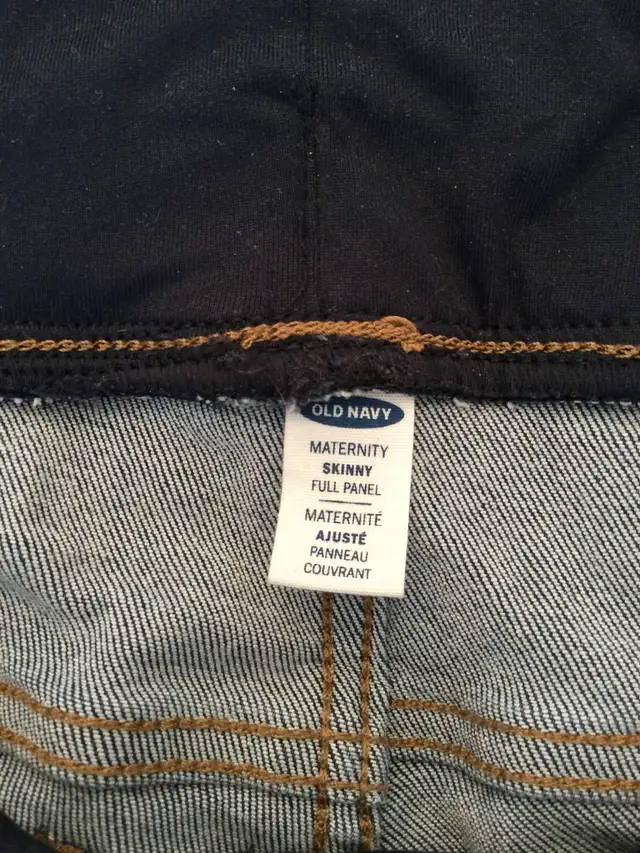 OLD NAVY
MATERNITY
SKINNY
FULL PANEL
MATERNITÉ
AJUSTÉ
PANNEAU
COUVRANT